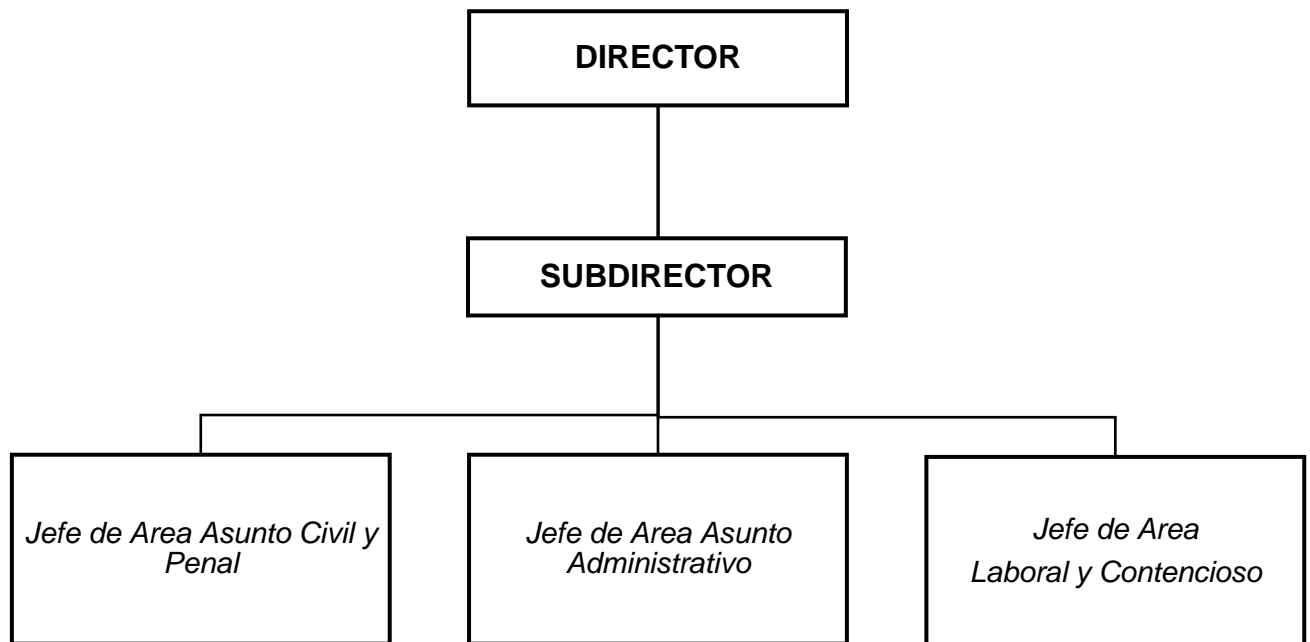 DIRECTOR
SUBDIRECTOR
Jefe de Area Asunto Civil y
Penal
Jefe de Area Asunto
Administrativo
Jefe de Area
Laboral y Contencioso